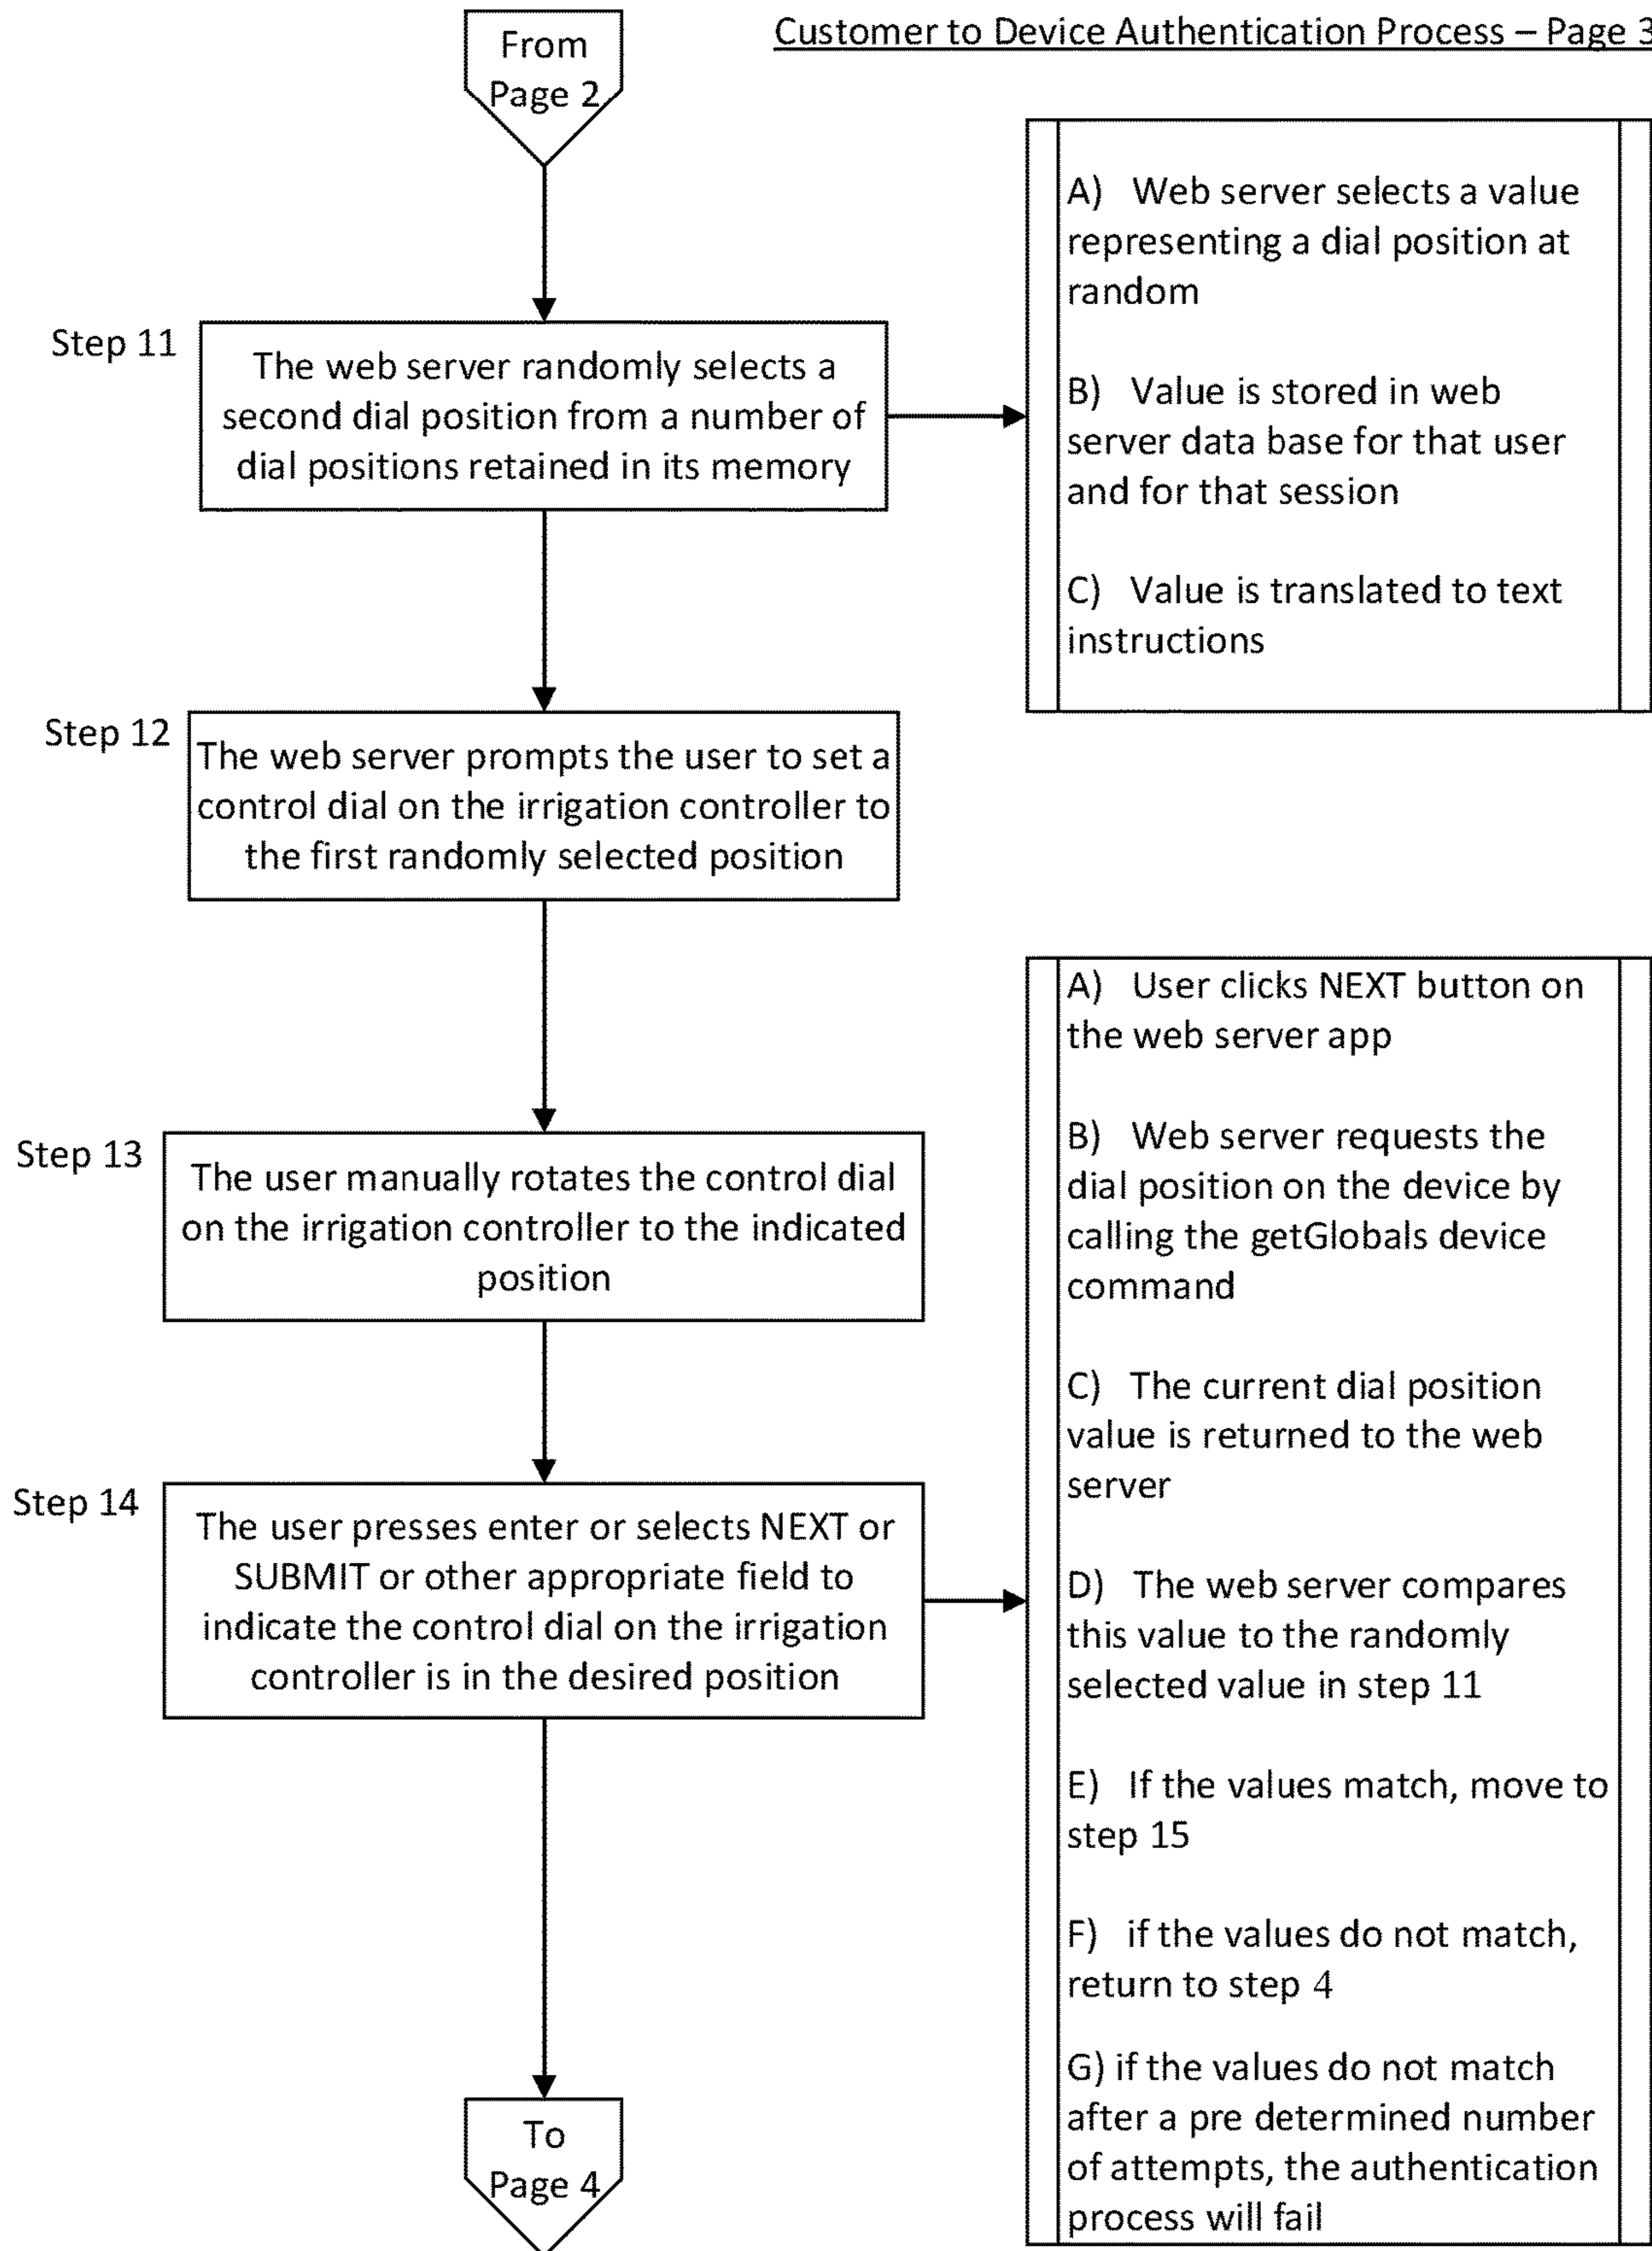 Customer to Device Authentication Process – Page 3
From
Page 2
Step 11
The web server randomly selects a
second dial position from a number of
dial positions retained in its memory
A) Web server selects a value
representing a dial position at
random
B) Value is stored in web
server data base for that user
and for that session
C) Value is translated to text
instructions
Step 12
The web server prompts the user to set a
control dial on the irrigation controller to
the first randomly selected position
Step 13
The user manually rotates the control dial
on the irrigation controller to the indicated
position
Step 14
The user presses enter or selects NEXT or
SUBMIT or other appropriate field to
indicate the control dial on the irrigation
controller is in the desired position
A) User clicks NEXT button on
the web server app
B) Web server requests the
dial position on the device by
calling the getGlobals device
command
C) The current dial position
value is returned to the web
server
D) The web server compares
this value to the randomly
selected value in step 11
E) If the values match, move to
step 15
F) if the values do not match,
return to step 4
G) if the values do not match
after a pre determined number
of attempts, the authentication
process will fail
To
Page 4